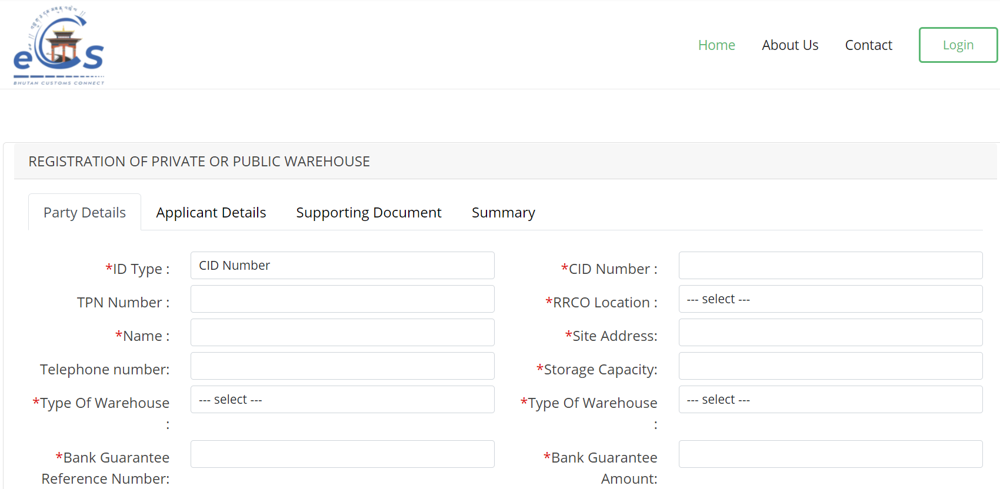 eCS
BHUTAN CUSTOMS CONNECT
Home About Us Contact Login
REGISTRATION OF PRIVATE OR PUBLIC WAREHOUSE
Party Details Applicant Details Supporting Document Summary
*ID Type : CID Number *CID Number :
TPN Number : *RRCO Location : --- select ---
*Name : *Site Address:
Telephone number: *Storage Capacity:
*Type Of Warehouse : --- select --- *Type Of Warehouse : --- select ---
*Bank Guarantee Reference Number: *Bank Guarantee Amount: